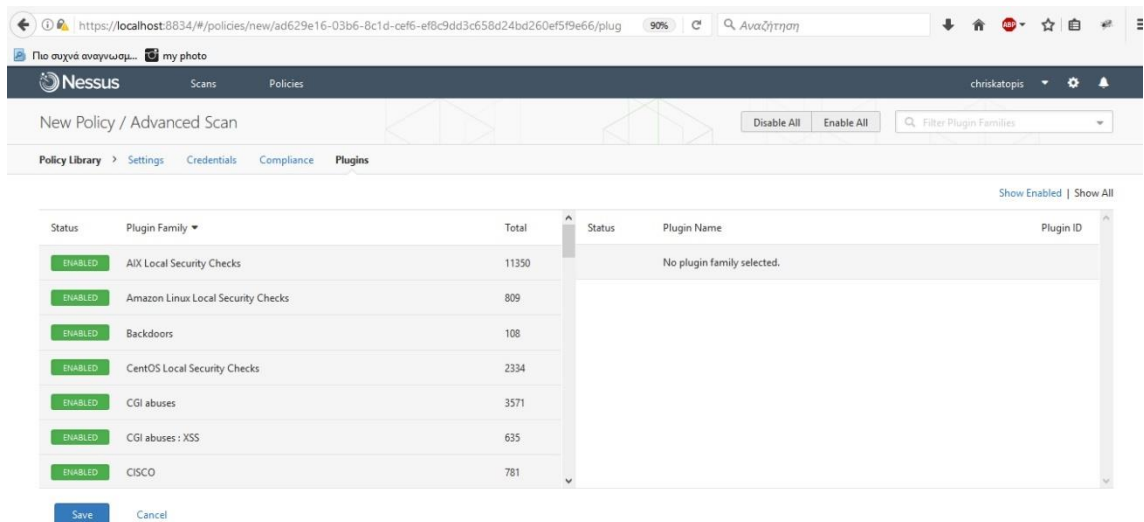 https://localhost:8834/#/policies/new/ad629e16-03b6-8c1d-cef6-ef8c9dd3c658d24bd260ef5f9e66/plug 90% Αναζήτηση ABP
Πιο συχνά αναγνωσμ... my photo
Nessus Scans Policies chriskatopis
New Policy / Advanced Scan Disable All Enable All Filter Plugin Families
Policy Library > Settings Credentials Compliance Plugins
Show Enabled | Show All
Status Plugin Family Total Status Plugin Name Plugin ID
ENABLED AIX Local Security Checks 11350 No plugin family selected.
ENABLED Amazon Linux Local Security Checks 809
ENABLED Backdoors 108
ENABLED CentOS Local Security Checks 2334
ENABLED CGI abuses 3571
ENABLED CGI abuses : XSS 635
ENABLED CISCO 781
Save Cancel